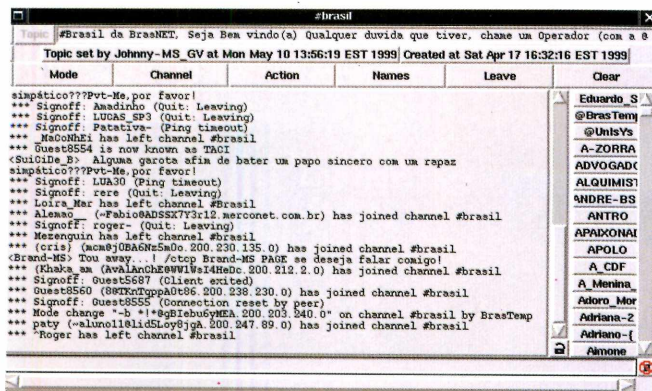 #brasil
Topic #Brasil da BrasNET, Seja Bem vindo(a) Qualquer duvida que tiver, chame um Operador (com a @
Topic set by Johnny-MS_GV at Mon May 10 13:56:19 EST 1999 Created at Sat Apr 17 16:32:16 EST 1999
Mode Channel Action Names Leave Clear
simpático???Pvt-Me,por favor!
*** Signoff: Amadinho (Quit: Leaving)
*** Signoff: LUCAS_SP3 (Quit: Leaving)
*** Signoff: Patativa- (Ping timeout)
*** _MaCoNhEi has left channel #brasil
*** Guest8554 is now known as TACI
<SuiCiDe_B> Alguma garota afim de bater um papo sincero com um rapaz
simpático???Pvt-Me,por favor!
*** Signoff: LUA30 (Ping timeout)
*** Signoff: rere (Quit: Leaving)
*** Loira_Mar has left channel #Brasil
*** Alemao__ (~Fabio@ADSSX7Y3r12.merconet.com.br) has joined channel #brasil
*** Signoff: roger- (Quit: Leaving)
*** Mezenguin has left channel #brasil
*** (cris) (mcm@j0BA6Nz5m0o.200.230.135.0) has joined channel #brasil
<Brand-MS> Tou away...! /ctcp Brand-MS PAGE se deseja falar comigo!
*** (Khaka_am (AvAlAnChE@WW1WsI4HeDc.200.212.2.0) has joined channel #brasil
*** Signoff: Guest5687 (Client exited)
*** Guest8560 (8@TKnTqppAOt86.200.238.230.0) has joined channel #brasil
*** Signoff: Guest8555 (Connection reset by peer)
*** Mode change "-b *!*@gBIebu6yMEA.200.203.240.0" on channel #brasil by BrasTemp
*** paty (~aluno11@lid5Loy8jgA.200.247.89.0) has joined channel #brasil
*** ^Roger has left channel #brasil
Eduardo_S
@BrasTemp
@UnIsYs
A-ZORRA
ADVOGADO
ALQUIMIST
ANDRE-BS
ANTRO
APAIXONAD
APOLO
A_CDF
A_Menina_
Adoro_Mor
Adriana-2
Adriano-{
Aimone